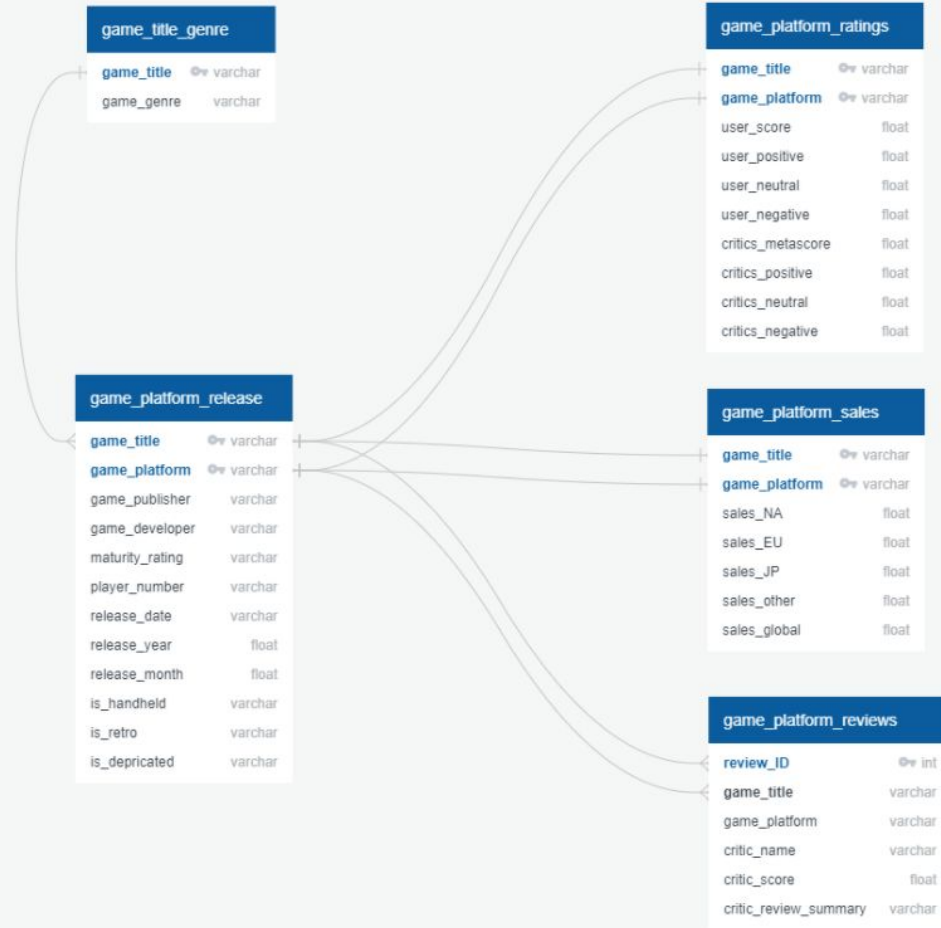 game_title_genre
game_title varchar
game_genre varchar
game_platform_ratings
game_title varchar
game_platform varchar
user_score float
user_positive float
user_neutral float
user_negative float
critics_metascore float
critics_positive float
critics_neutral float
critics_negative float
game_platform_release
game_title varchar
game_platform varchar
game_publisher varchar
game_developer varchar
maturity_rating varchar
player_number varchar
release_date varchar
release_year float
release_month float
is_handheld varchar
is_retro varchar
is_depricated varchar
game_platform_sales
game_title varchar
game_platform varchar
sales_NA float
sales_EU float
sales_JP float
sales_other float
sales_global float
game_platform_reviews
review_ID int
game_title varchar
game_platform varchar
critic_name varchar
critic_score float
critic_review_summary varchar